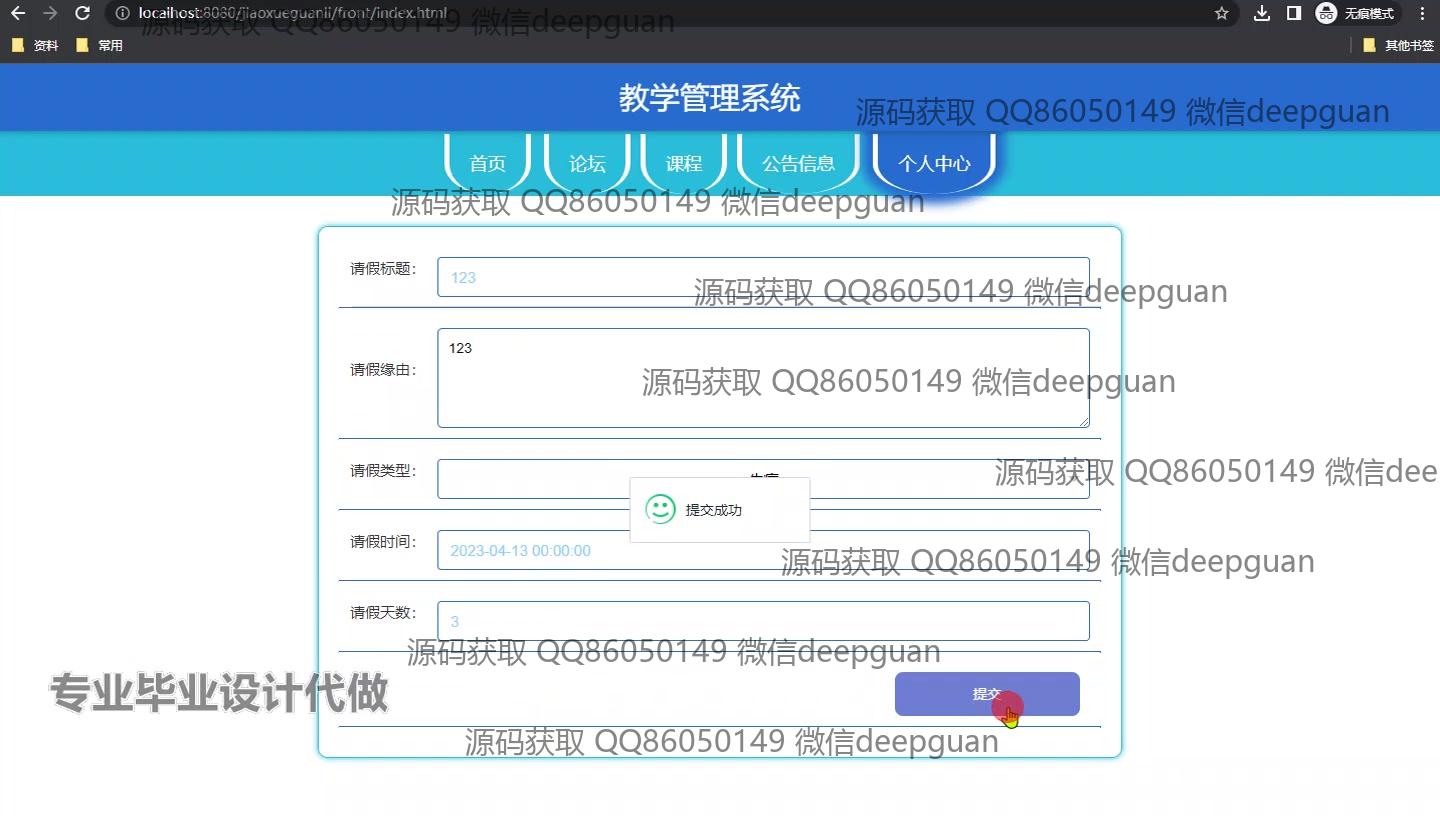 localhost:8080/jiaoxueguanli/front/index.html
无痕模式
源码获取 QQ86050149 微信deepguan
资料
常用
其他书签
教学管理系统
源码获取 QQ86050149 微信deepguan
首页
论坛
课程
公告信息
个人中心
源码获取 QQ86050149 微信deepguan
请假标题:
123
源码获取 QQ86050149 微信deepguan
请假缘由:
123
源码获取 QQ86050149 微信deepguan
请假类型:
源码获取 QQ86050149 微信dee
提交成功
请假时间:
2023-04-13 00:00:00
源码获取 QQ86050149 微信deepguan
请假天数:
3
源码获取 QQ86050149 微信deepguan
专业毕业设计代做
提交
源码获取 QQ86050149 微信deepguan